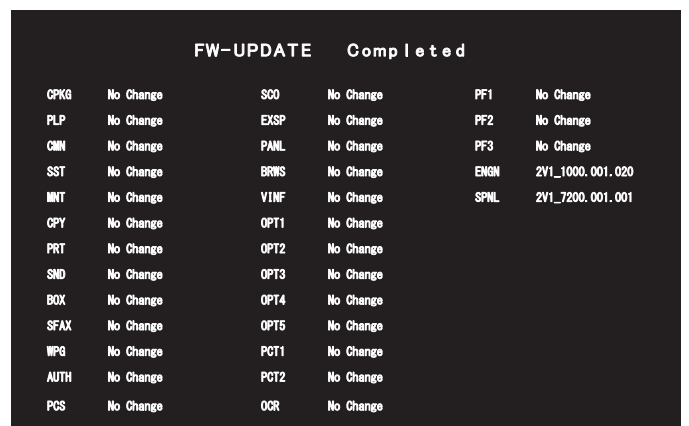 FW-UPDATE Completed
CPKG No Change SCO No Change PF1 No Change
PLP No Change EXSP No Change PF2 No Change
CMN No Change PANL No Change PF3 No Change
SST No Change BRWS No Change ENGN 2V1_1000.001.020
MNT No Change VINF No Change SPNL 2V1_7200.001.001
CPY No Change OPT1 No Change
PRT No Change OPT2 No Change
SND No Change OPT3 No Change
BOX No Change OPT4 No Change
SFAX No Change OPT5 No Change
WPG No Change PCT1 No Change
AUTH No Change PCT2 No Change
PCS No Change OCR No Change